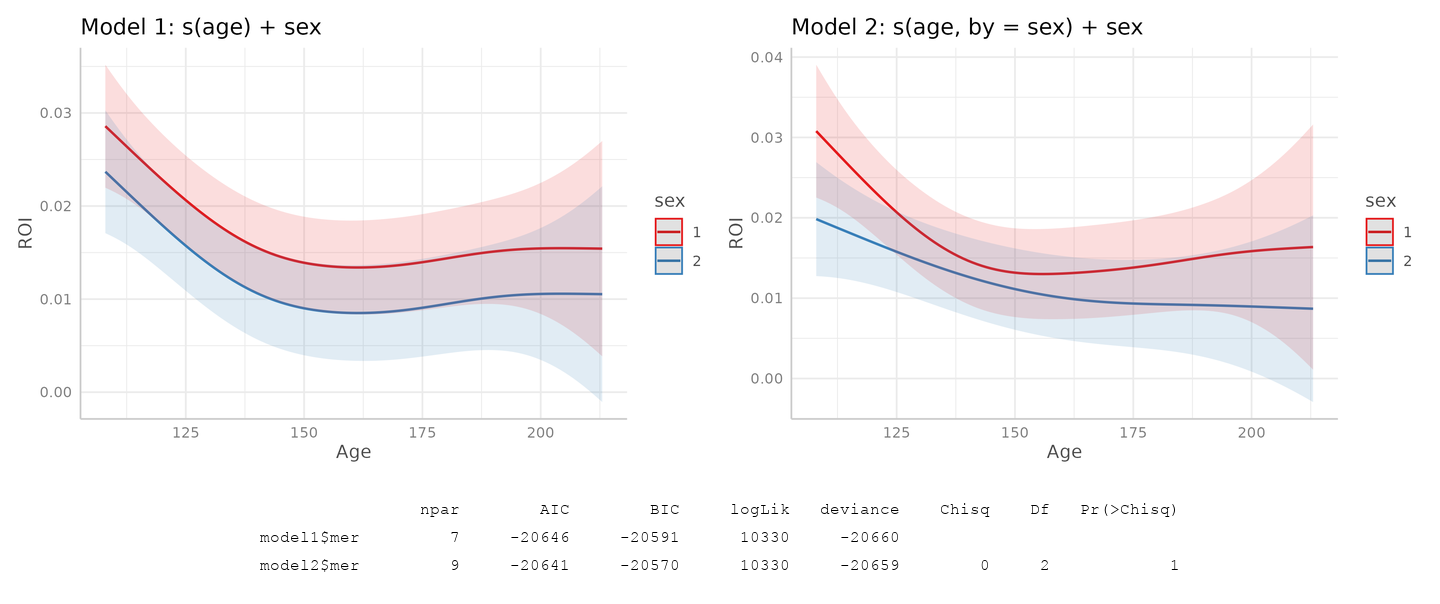 Model 1: s(age) + sex
0.03
0.02
0.01
0.00
ROI
125 150 175 200
Age
sex
1
2
Model 2: s(age, by = sex) + sex
0.04
0.03
0.02
0.01
0.00
ROI
125 150 175 200
Age
sex
1
2
npar AIC BIC logLik deviance Chisq Df Pr(>Chisq)
model1$mer 7 -20646 -20591 10330 -20660
model2$mer 9 -20641 -20570 10330 -20659 0 2 1